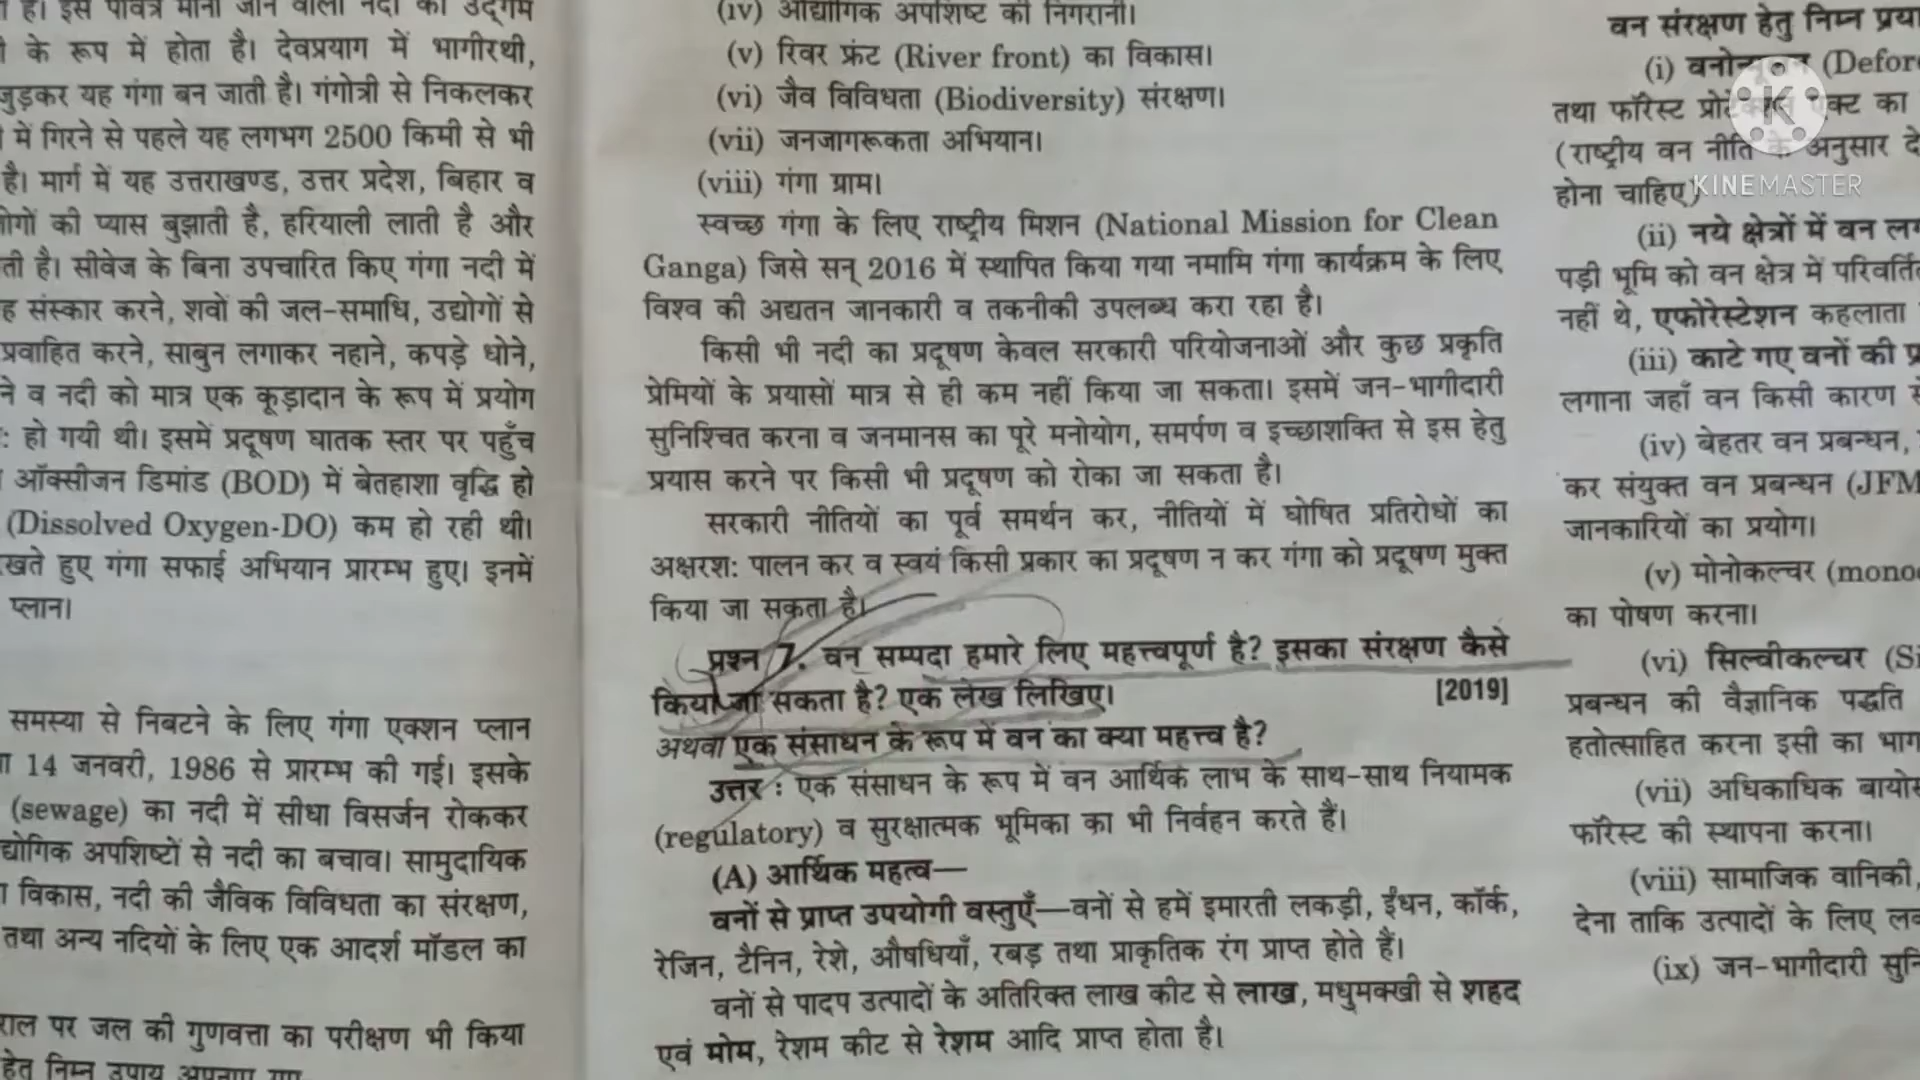 है। इसे पवित्र माना जाने वाली नदी का उद्गम
के रूप में होता है। देवप्रयाग में भागीरथी,
जुड़कर यह गंगा बन जाती है। गंगोत्री से निकलकर
में गिरने से पहले यह लगभग 2500 किमी से भी
है। मार्ग में यह उत्तराखण्ड, उत्तर प्रदेश, बिहार व
की प्यास बुझाती है, हरियाली लाती है और
है। सीवेज के बिना उपचारित किए गंगा नदी में
संस्कार करने, शवों की जल-समाधि, उद्योगों से
प्रवाहित करने, साबुन लगाकर नहाने, कपड़े धोने,
व नदी को मात्र एक कूड़ादान के रूप में प्रयोग
हो गयी थी। इसमें प्रदूषण घातक स्तर पर पहुँच
ऑक्सीजन डिमांड (BOD) में बेतहाशा वृद्धि हो
(Dissolved Oxygen-DO) कम हो रही थी।
हुए गंगा सफाई अभियान प्रारम्भ हुए। इनमें
प्लान।
समस्या से निबटने के लिए गंगा एक्शन प्लान
14 जनवरी, 1986 से प्रारम्भ की गई। इसके
(sewage) का नदी में सीधा विसर्जन रोककर
अपशिष्टों से नदी का बचाव। सामुदायिक
विकास, नदी की जैविक विविधता का संरक्षण,
तथा अन्य नदियों के लिए एक आदर्श मॉडल का
पर जल की गुणवत्ता का परीक्षण भी किया
हेतु निम्न उपाय अपनाए गए
(iv) औद्योगिक अपशिष्ट की निगरानी।
(v) रिवर फ्रंट (River front) का विकास।
(vi) जैव विविधता (Biodiversity) संरक्षण।
(vii) जनजागरूकता अभियान।
(viii) गंगा ग्राम।
स्वच्छ गंगा के लिए राष्ट्रीय मिशन (National Mission for Clean
Ganga) जिसे सन् 2016 में स्थापित किया गया नमामि गंगा कार्यक्रम के लिए
विश्व की अद्यतन जानकारी व तकनीकी उपलब्ध करा रहा है।
किसी भी नदी का प्रदूषण केवल सरकारी परियोजनाओं और कुछ प्रकृति
प्रेमियों के प्रयासों मात्र से ही कम नहीं किया जा सकता। इसमें जन-भागीदारी
सुनिश्चित करना व जनमानस का पूरे मनोयोग, समर्पण व इच्छाशक्ति से इस हेतु
प्रयास करने पर किसी भी प्रदूषण को रोका जा सकता है।
सरकारी नीतियों का पूर्व समर्थन कर, नीतियों में घोषित प्रतिरोधों का
अक्षरश: पालन कर व स्वयं किसी प्रकार का प्रदूषण न कर गंगा को प्रदूषण मुक्त
किया जा सकता है।
प्रश्न 7. वन सम्पदा हमारे लिए महत्त्वपूर्ण है? इसका संरक्षण कैसे
किया जा सकता है? एक लेख लिखिए। [2019]
अथवा एक संसाधन के रूप में वन का क्या महत्त्व है?
उत्तर : एक संसाधन के रूप में वन आर्थिक लाभ के साथ-साथ नियामक
(regulatory) व सुरक्षात्मक भूमिका का भी निर्वहन करते हैं।
(A) आर्थिक महत्व—
वनों से प्राप्त उपयोगी वस्तुएँ—वनों से हमें इमारती लकड़ी, ईंधन, कॉर्क,
रेजिन, टैनिन, रेशे, औषधियाँ, रबड़ तथा प्राकृतिक रंग प्राप्त होते हैं।
वनों से पादप उत्पादों के अतिरिक्त लाख कीट से लाख, मधुमक्खी से शहद
एवं मोम, रेशम कीट से रेशम आदि प्राप्त होता है।
वन संरक्षण हेतु निम्न
(i)
तथा फॉरेस्ट एक्ट का
(राष्ट्रीय वन नीति के अनुसार
होना चाहिए)
(ii) नये क्षेत्रों में वन
पड़ी भूमि को वन क्षेत्र में
नहीं थे, एफोरेस्टेशन कहलाता
(iii) काटे गए वनों की
लगाना जहाँ वन किसी कारण
(iv) बेहतर वन प्रबन्धन,
कर संयुक्त वन प्रबन्धन (JFM
जानकारियों का प्रयोग।
(v) मोनोकल्चर
का पोषण करना।
(vi) सिल्वीकल्चर
प्रबन्धन की वैज्ञानिक पद्धति
हतोत्साहित करना इसी का
(vii) अधिकाधिक
फॉरेस्ट की स्थापना करना।
(viii) सामाजिक वानिकी,
देना ताकि उत्पादों के लिए
(ix) जन-भागीदारी
K
KINEMASTER